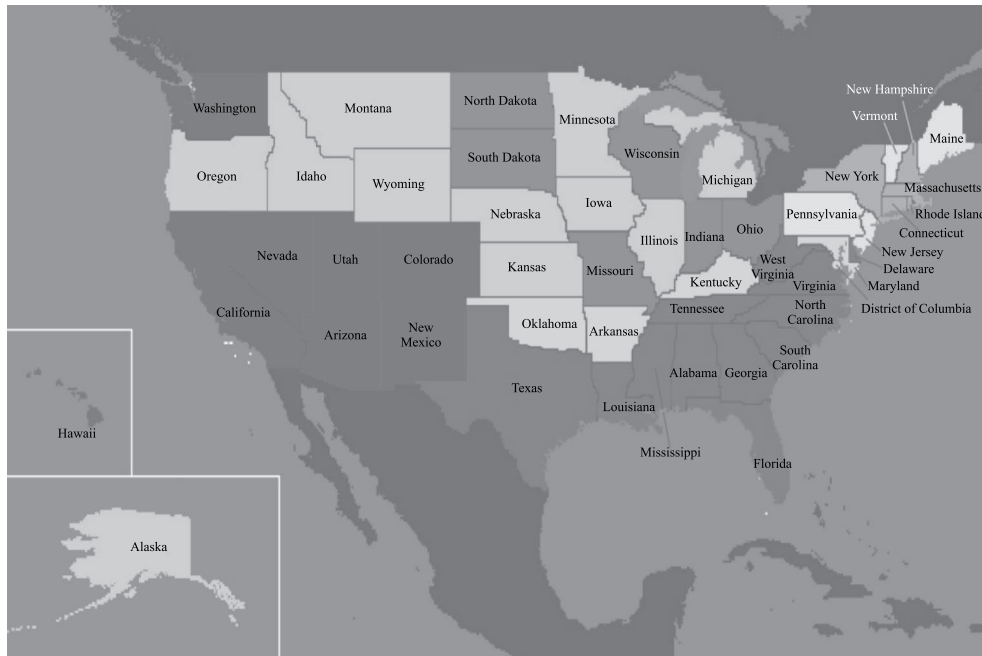 New Hampshire
Vermont
Washington
Montana
North Dakota
Minnesota
Maine
Wisconsin
South Dakota
Oregon
Idaho
Wyoming
Michigan
New York
Massachusetts
Nebraska
Iowa
Pennsylvania
Rhode Island
Connecticut
Illinois
Indiana
Ohio
New Jersey
Nevada
Utah
Colorado
Kansas
Missouri
West
Virginia
Delaware
Kentucky
Virginia
Maryland
California
Tennessee
North
Carolina
District of Columbia
Arizona
New
Mexico
Oklahoma
Arkansas
South
Carolina
Texas
Alabama
Georgia
Louisiana
Mississippi
Florida
Hawaii
Alaska